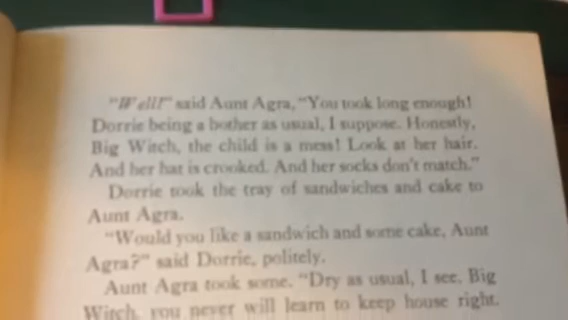 "Well!" said Aunt Agra, "You took long enough!
Dorrie being a bother as usual, I suppose. Honestly,
Big Witch, the child is a mess! Look at her hair.
And her hat is crooked. And her socks don't match."
Dorrie took the tray of sandwiches and cake to
Aunt Agra.
"Would you like a sandwich and some cake, Aunt
Agra?" said Dorrie, politely.
Aunt Agra took some. "Dry as usual, I see, Big
Witch, you never will learn to keep house right.